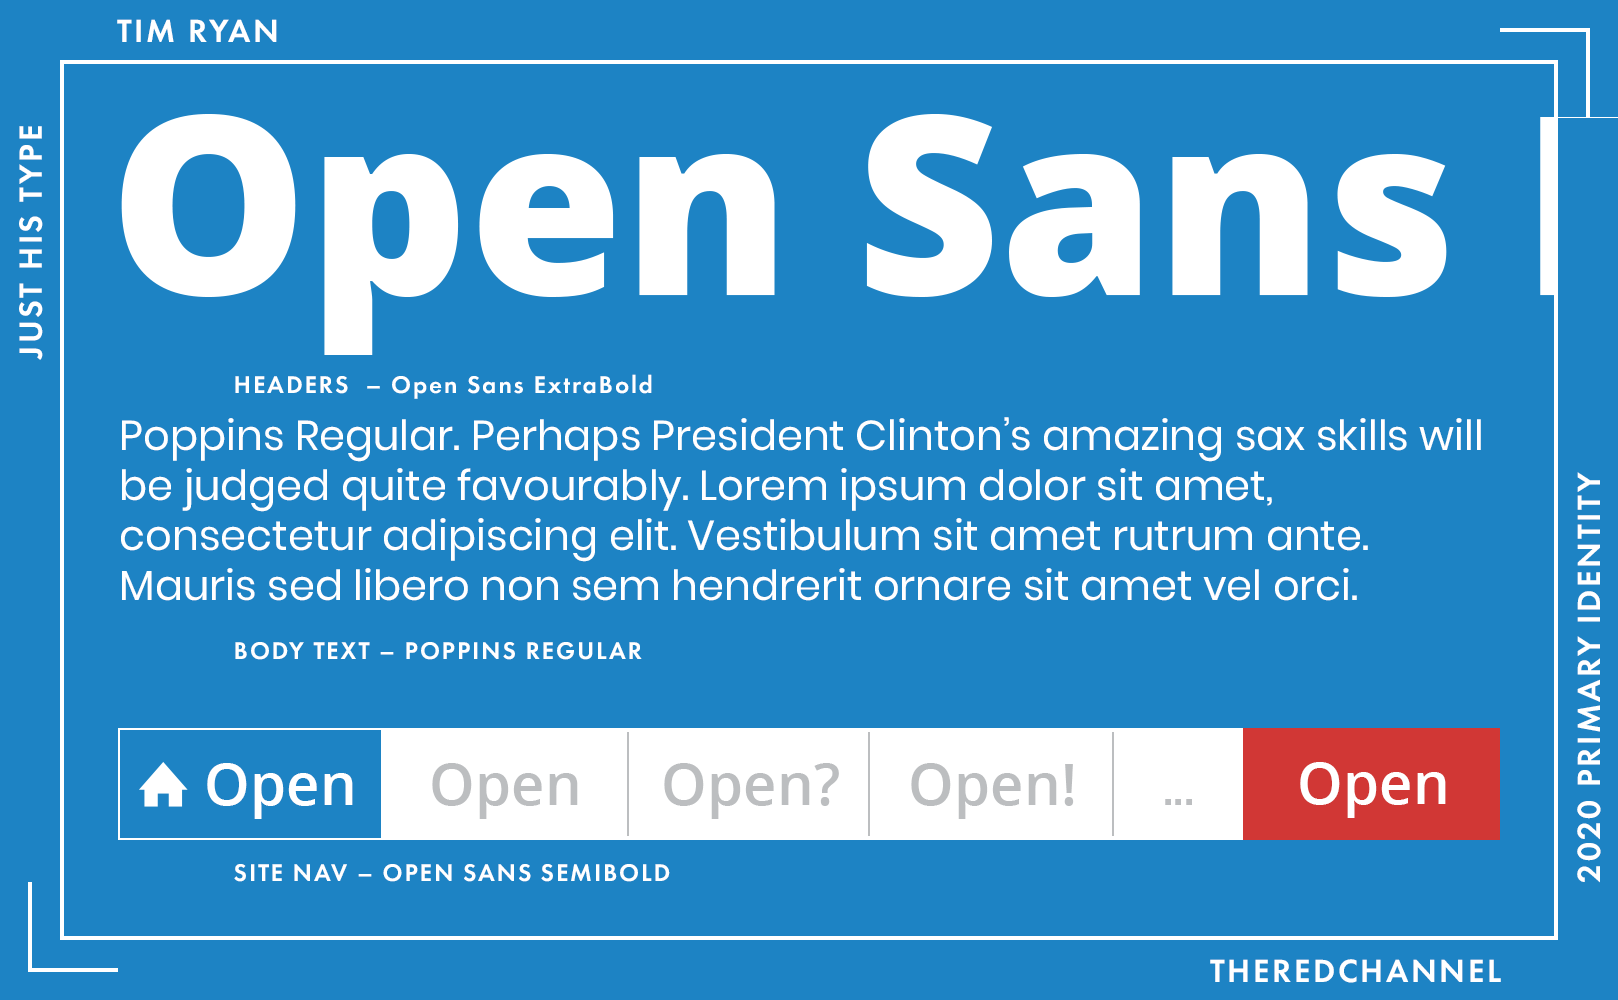 TIM RYAN
JUST HIS TYPE
Open Sans
HEADERS – Open Sans ExtraBold
Poppins Regular. Perhaps President Clinton’s amazing sax skills will
be judged quite favourably. Lorem ipsum dolor sit amet,
consectetur adipiscing elit. Vestibulum sit amet rutrum ante.
Mauris sed libero non sem hendrerit ornare sit amet vel orci.
BODY TEXT – POPPINS REGULAR
Open Open Open? Open! ... Open
SITE NAV – OPEN SANS SEMIBOLD
2020 PRIMARY IDENTITY
THEREDCHANNEL